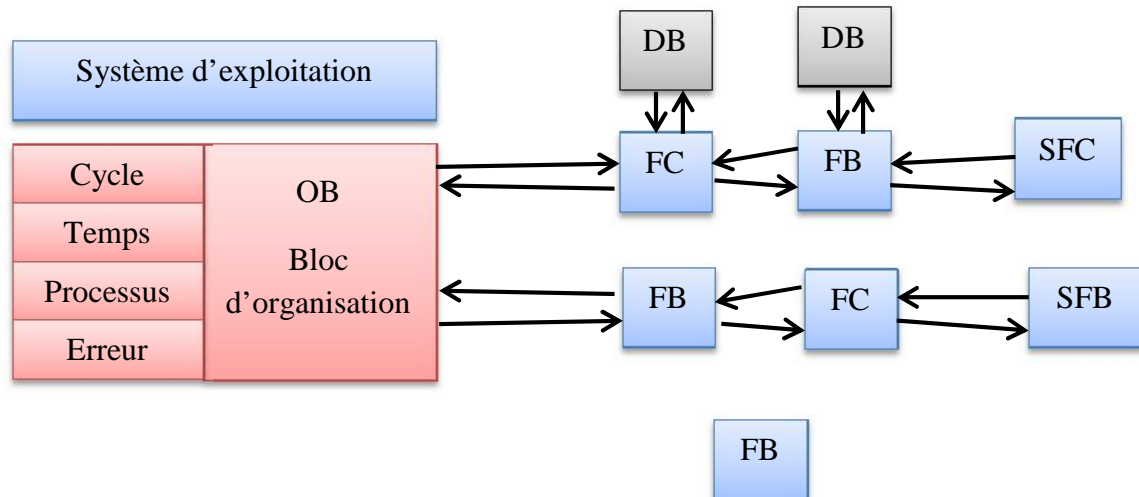 DB
DB
Système d'exploitation
FC
FB
SFC
Cycle
Temps
Processus
Erreur
OB
Bloc
d'organisation
FB
FC
SFB
FB